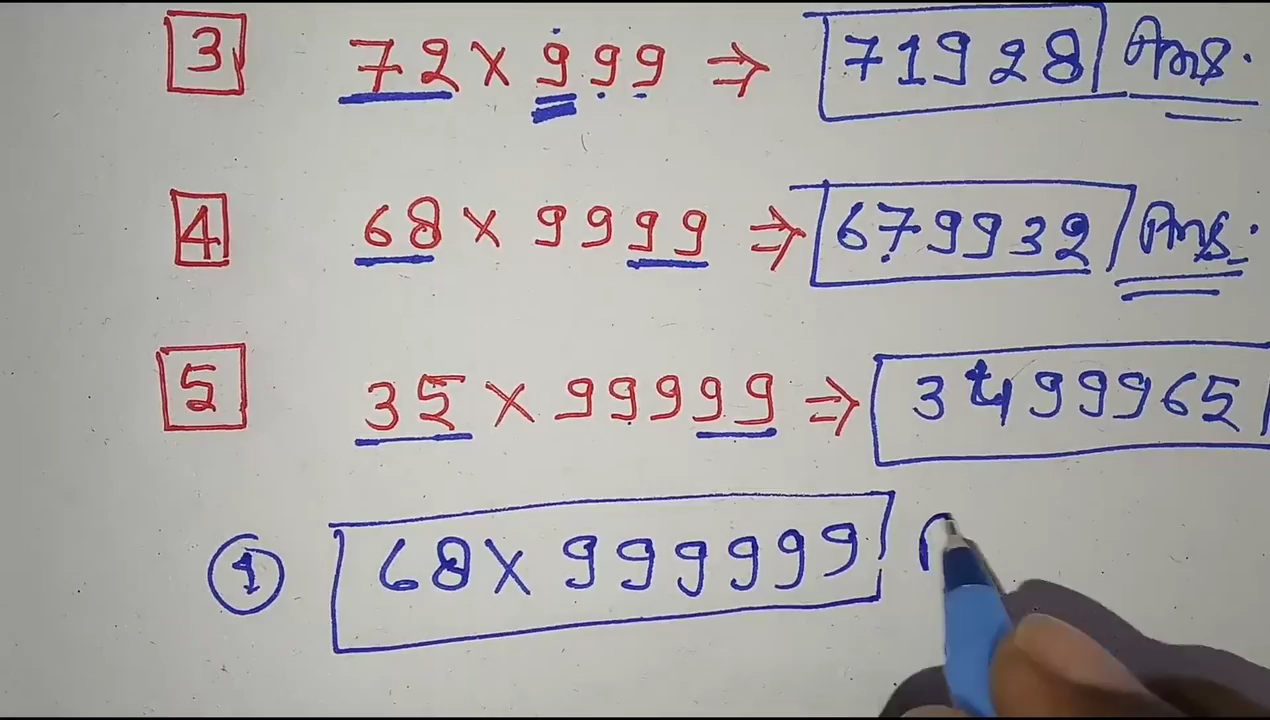 3 72 × 999 ⇒ 71928 Ans.
4 68 × 9999 ⇒ 679932 Ans.
5 35 × 99999 ⇒ 3499965
1 68 × 999999